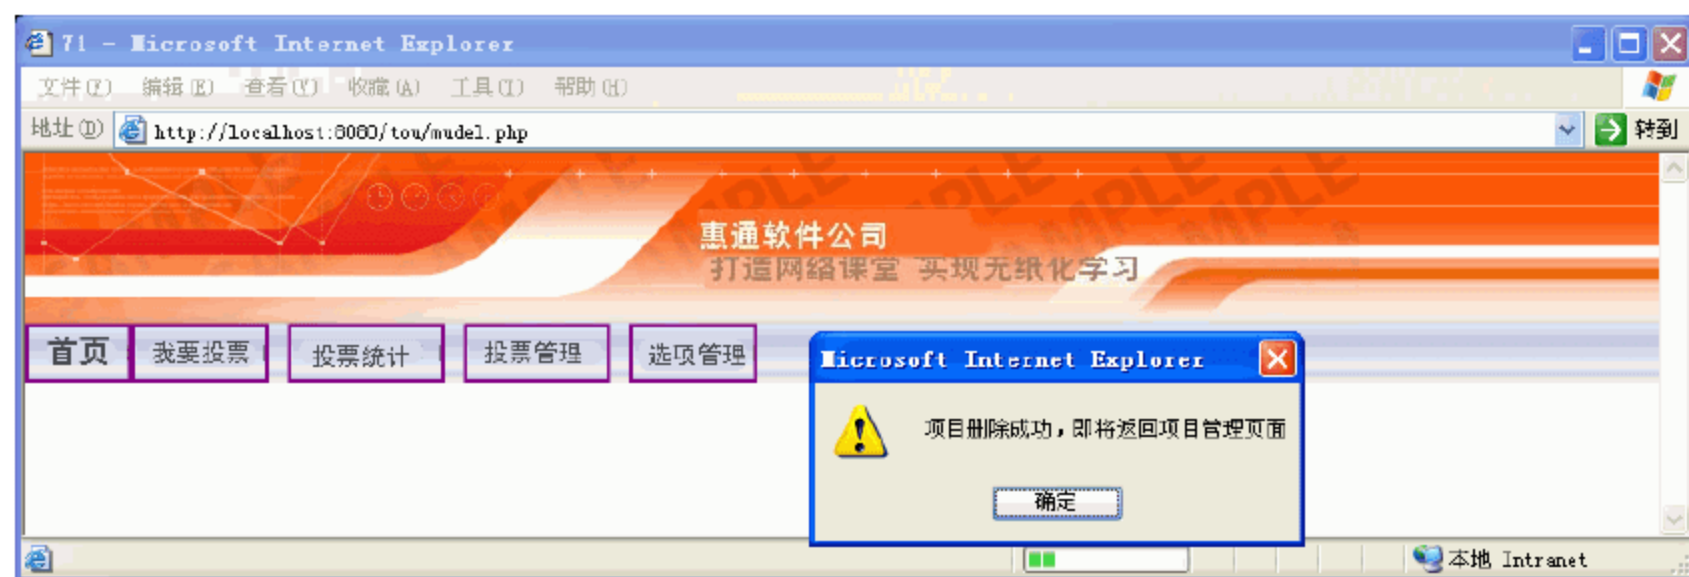 71 - Microsoft Internet Explorer
文件(F) 编辑(E) 查看(V) 收藏(A) 工具(T) 帮助(H)
地址(D) http://localhost:8080/tou/mudel.php 转到
惠通软件公司
打造网络课堂 实现无纸化学习
首页 我要投票 投票统计 投票管理 选项管理
Microsoft Internet Explorer
项目删除成功，即将返回项目管理页面
确定
本地 Intranet